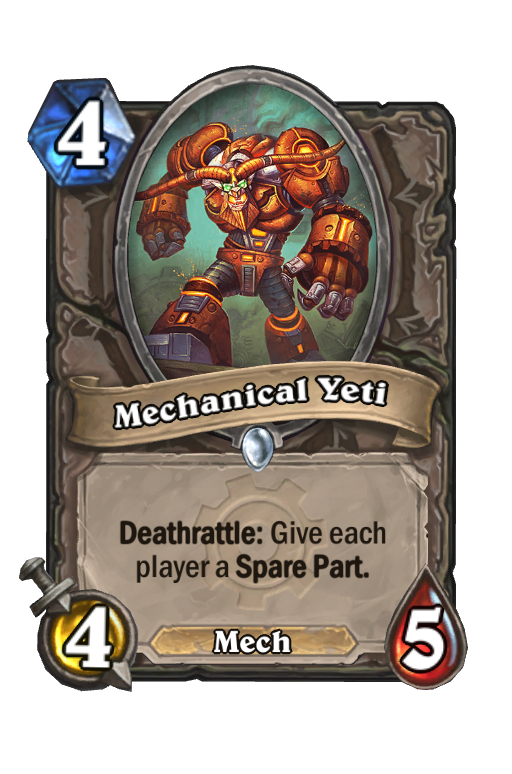 4
Mechanical Yeti
Deathrattle: Give each
player a Spare Part.
4
Mech
5